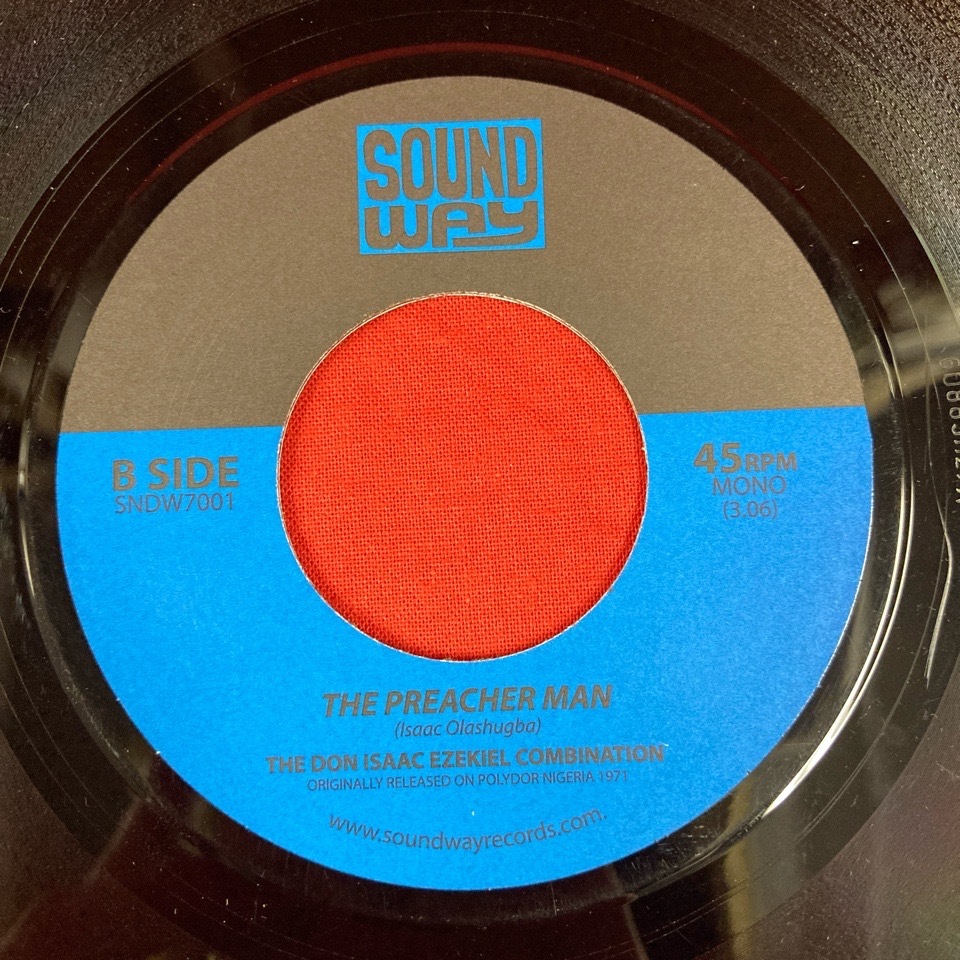 SOUND
WAY
B SIDE
SNDW7001
45RPM
MONO
(3.06)
THE PREACHER MAN
(Isaac Olashugba)
THE DON ISAAC EZEKIEL COMBINATION
ORIGINALLY RELEASED ON POLYDOR NIGERIA 1971
www.soundwayrecords.com.